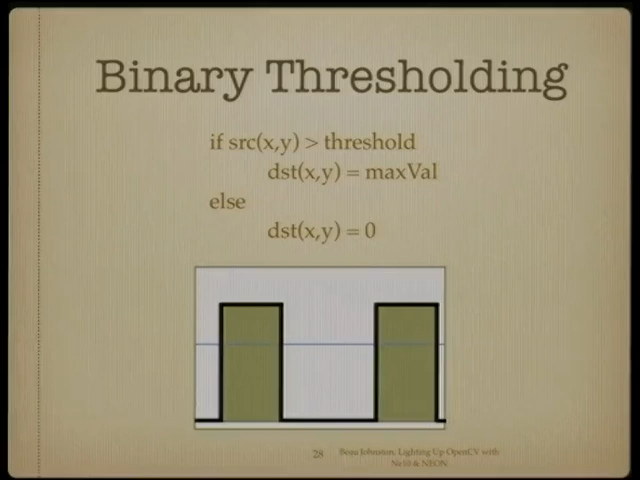 Binary Thresholding
if src(x,y) > threshold
dst(x,y) = maxVal
else
dst(x,y) = 0
28
Beau Johnston, Lighting Up OpenCV with
Ne10 & NEON